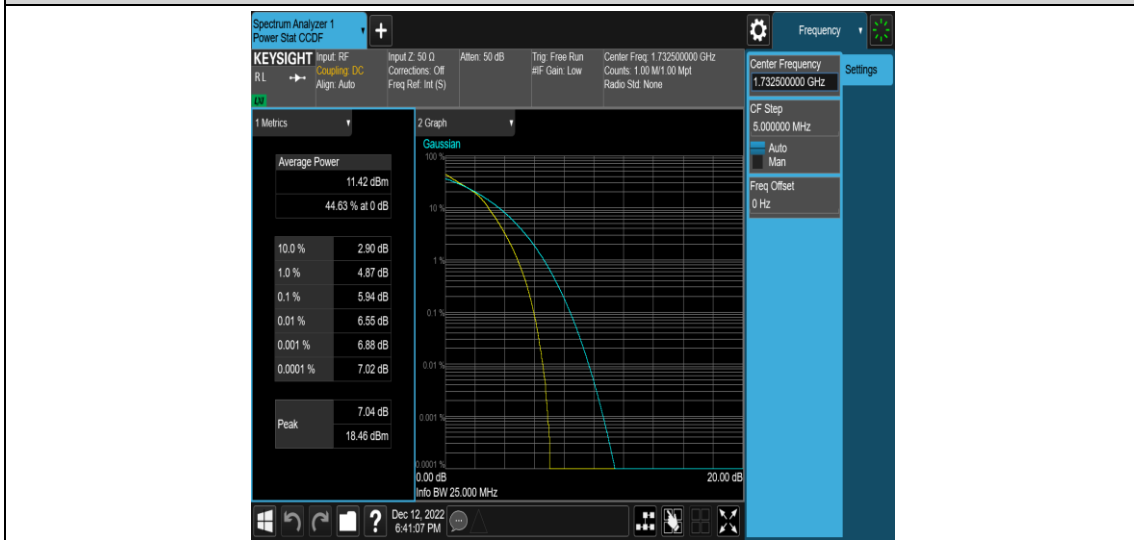 Spectrum Analyzer 1
Power Stat CCDF
+
Frequency
KEYSIGHT
RL
LXI
Input: RF
Coupling: DC
Align: Auto
Input Z: 50 Ω
Corrections: Off
Freq Ref: Int (S)
Atten: 50 dB
Trig: Free Run
#IF Gain: Low
Center Freq: 1.732500000 GHz
Counts: 1.00 M/1.00 Mpt
Radio Std: None
Center Frequency
1.732500000 GHz
Settings
CF Step
5.000000 MHz
Auto
Man
Freq Offset
0 Hz
1 Metrics
Average Power
11.42 dBm
44.63 % at 0 dB
10.0 % 2.90 dB
1.0 % 4.87 dB
0.1 % 5.94 dB
0.01 % 6.55 dB
0.001 % 6.88 dB
0.0001 % 7.02 dB
Peak
7.04 dB
18.46 dBm
2 Graph
Gaussian
100 %
10 %
1 %
0.1 %
0.01 %
0.001 %
0.0001 %
0.00 dB 20.00 dB
Info BW 25.000 MHz
?
Dec 12, 2022
6:41:07 PM